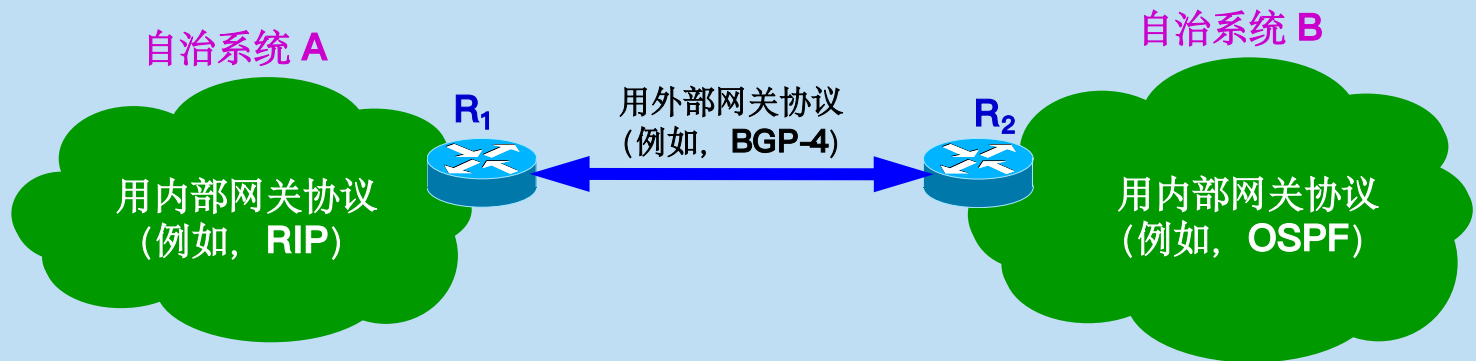 自治系统 A
用内部网关协议
（例如，RIP）
R₁
用外部网关协议
（例如，BGP-4）
R₂
自治系统 B
用内部网关协议
（例如，OSPF）